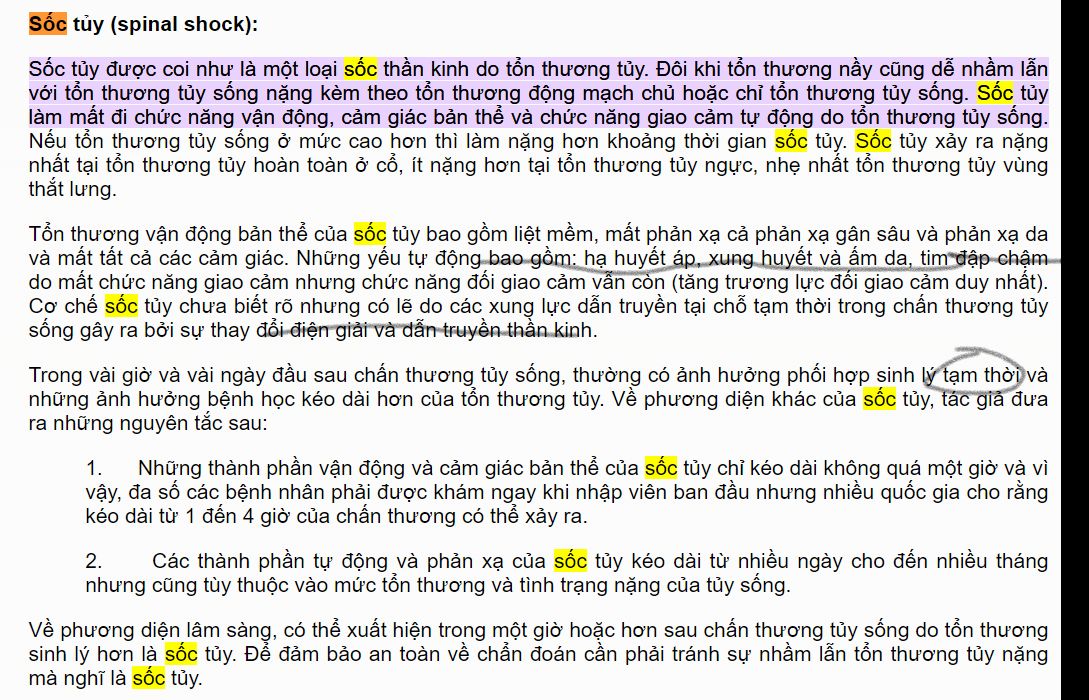 Sốc tủy (spinal shock):
Sốc tủy được coi như là một loại sốc thần kinh do tổn thương tủy. Đôi khi tổn thương nầy cũng dễ nhầm lẫn
với tổn thương tủy sống nặng kèm theo tổn thương động mạch chủ hoặc chỉ tổn thương tủy sống. Sốc tủy
làm mất đi chức năng vận động, cảm giác bản thể và chức năng giao cảm tự động do tổn thương tủy sống.
Nếu tổn thương tủy sống ở mức cao hơn thì làm nặng hơn khoảng thời gian sốc tủy. Sốc tủy xảy ra nặng
nhất tại tổn thương tủy hoàn toàn ở cổ, ít nặng hơn tại tổn thương tủy ngực, nhẹ nhất tổn thương tủy vùng
thắt lưng.
Tổn thương vận động bản thể của sốc tủy bao gồm liệt mềm, mất phản xạ cả phản xạ gân sâu và phản xạ da
và mất tất cả các cảm giác. Những yếu tự động bao gồm: hạ huyết áp, xung huyết và ấm da, tim đập chậm
do mất chức năng giao cảm nhưng chức năng đối giao cảm vẫn còn (tăng trương lực đối giao cảm duy nhất).
Cơ chế sốc tủy chưa biết rõ nhưng có lẽ do các xung lực dẫn truyền tại chỗ tạm thời trong chấn thương tủy
sống gây ra bởi sự thay đổi điện giải và dẫn truyền thần kinh.
Trong vài giờ và vài ngày đầu sau chấn thương tủy sống, thường có ảnh hưởng phối hợp sinh lý tạm thời và
những ảnh hưởng bệnh học kéo dài hơn của tổn thương tủy. Về phương diện khác của sốc tủy, tác giả đưa
ra những nguyên tắc sau:
1. Những thành phần vận động và cảm giác bản thể của sốc tủy chỉ kéo dài không quá một giờ và vì
vậy, đa số các bệnh nhân phải được khám ngay khi nhập viên ban đầu nhưng nhiều quốc gia cho rằng
kéo dài từ 1 đến 4 giờ của chấn thương có thể xảy ra.
2. Các thành phần tự động và phản xạ của sốc tủy kéo dài từ nhiều ngày cho đến nhiều tháng
nhưng cũng tùy thuộc vào mức tổn thương và tình trạng nặng của tủy sống.
Về phương diện lâm sàng, có thể xuất hiện trong một giờ hoặc hơn sau chấn thương tủy sống do tổn thương
sinh lý hơn là sốc tủy. Để đảm bảo an toàn về chẩn đoán cần phải tránh sự nhầm lẫn tổn thương tủy nặng
mà nghĩ là sốc tủy.